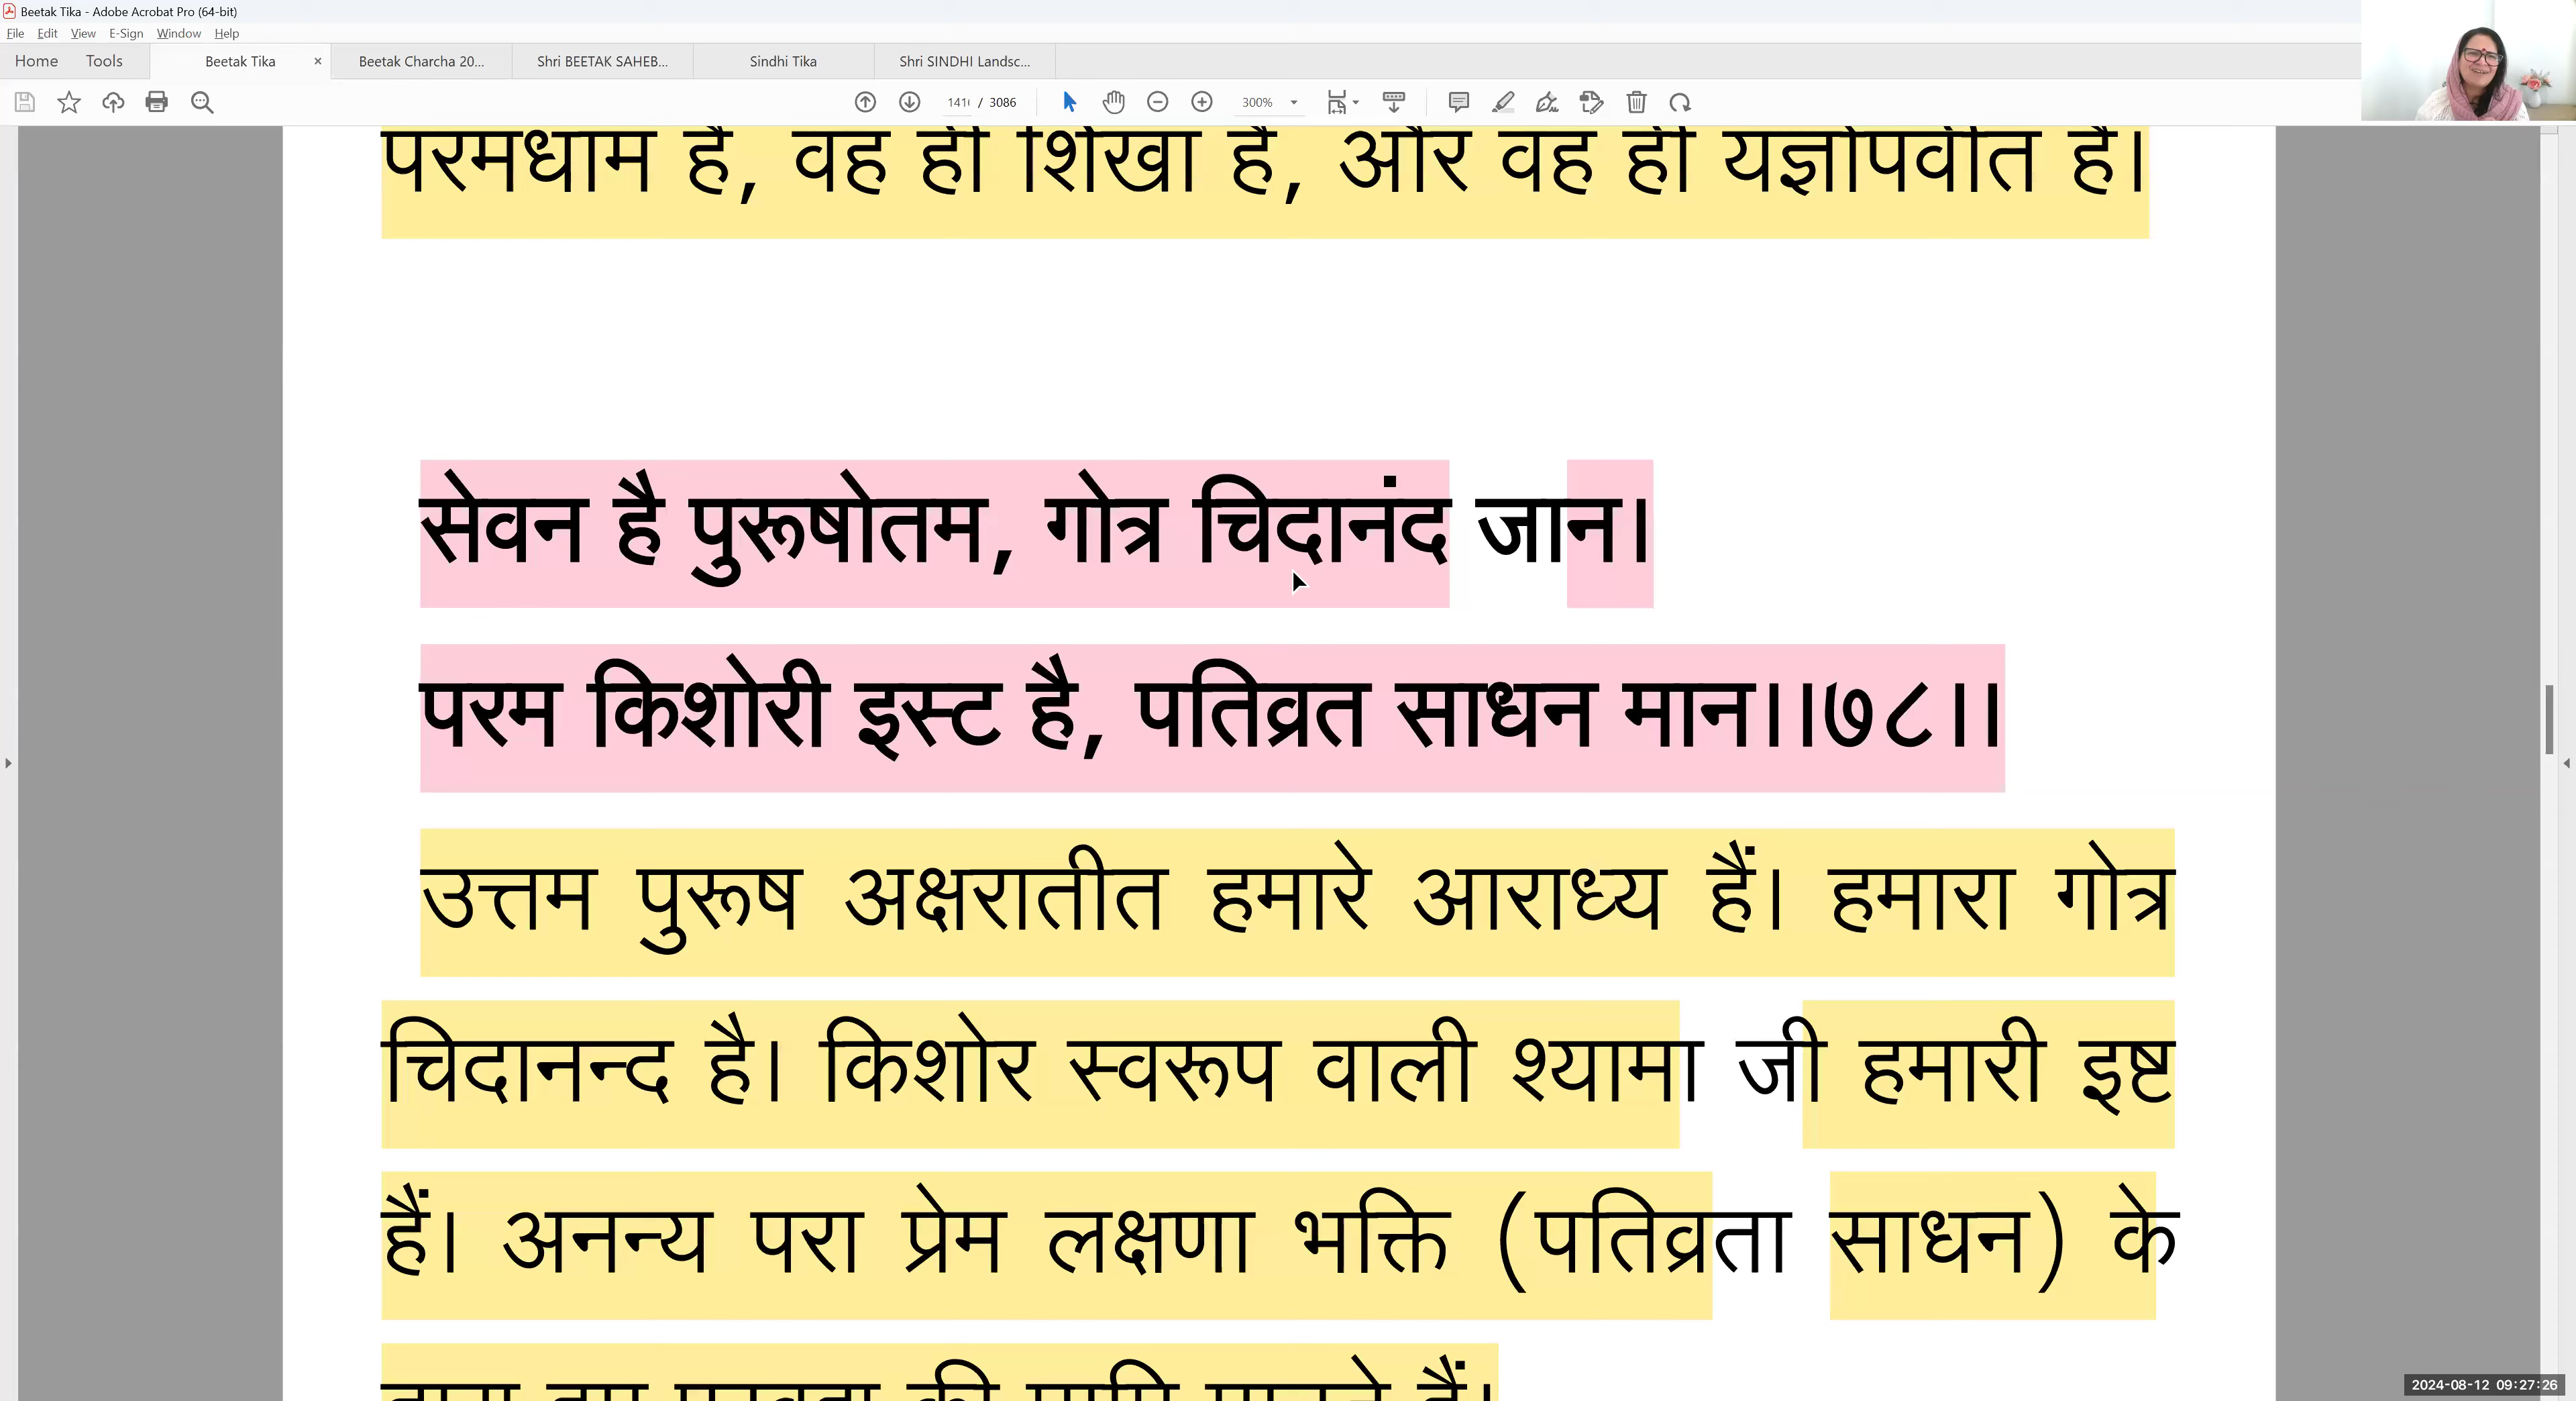 Beetak Tika - Adobe Acrobat Pro (64-bit)
File Edit View E-Sign Window Help
Home Tools Beetak Tika × Beetak Charcha 20... Shri BEETAK SAHEB... Sindhi Tika Shri SINDHI Landsc...
/ 3086 300%
परमधाम है, वह ही शिखा है, और वह ही यज्ञोपवीत है।
सेवन है पुरूषोतम, गोत्र चिदानंद जान।
परम किशोरी इस्ट है, पतिव्रत साधन मान।।७८।।
उत्तम पुरूष अक्षरातीत हमारे आराध्य हैं। हमारा गोत्र
चिदानन्द है। किशोर स्वरूप वाली श्यामा जी हमारी इष्ट
हैं। अनन्य परा प्रेम लक्षणा भक्ति (पतिव्रता साधन) के
2024-08-12 09:27:26